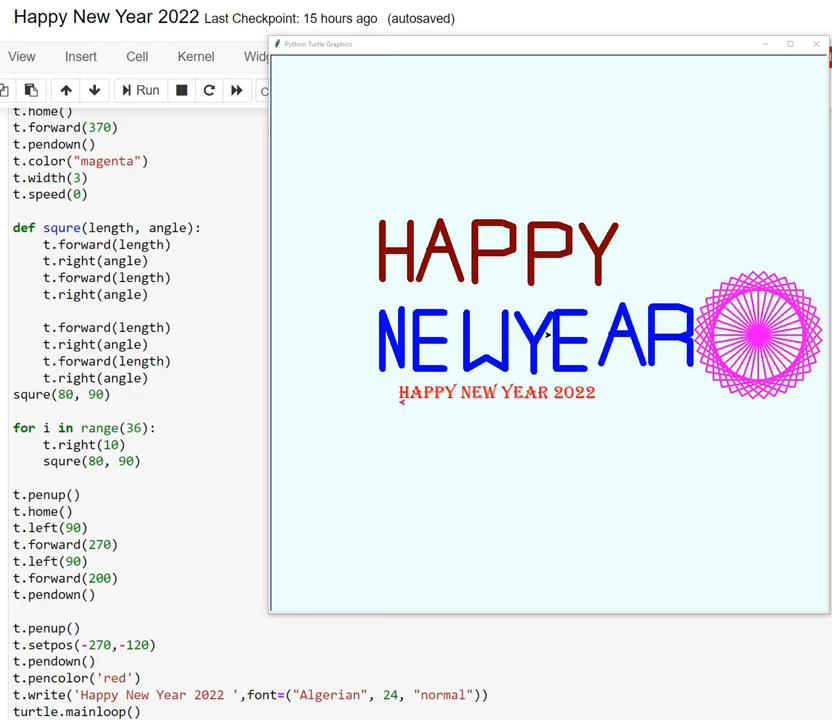 Happy New Year 2022 Last Checkpoint: 15 hours ago (autosaved)
Python Turtle Graphics
View Insert Cell Kernel
Run
t.home()
t.forward(370)
t.pendown()
t.color("magenta")
t.width(3)
t.speed(0)
def squre(length, angle):
    t.forward(length)
    t.right(angle)
    t.forward(length)
    t.right(angle)
    t.forward(length)
    t.right(angle)
    t.forward(length)
    t.right(angle)
squre(80, 90)
for i in range(36):
    t.right(10)
    squre(80, 90)
t.penup()
t.home()
t.left(90)
t.forward(270)
t.left(90)
t.forward(200)
t.pendown()
t.penup()
t.setpos(-270,-120)
t.pendown()
t.pencolor('red')
t.write('Happy New Year 2022 ',font=("Algerian", 24, "normal"))
turtle.mainloop()
HAPPY
NEWYEAR
HAPPY NEW YEAR 2022